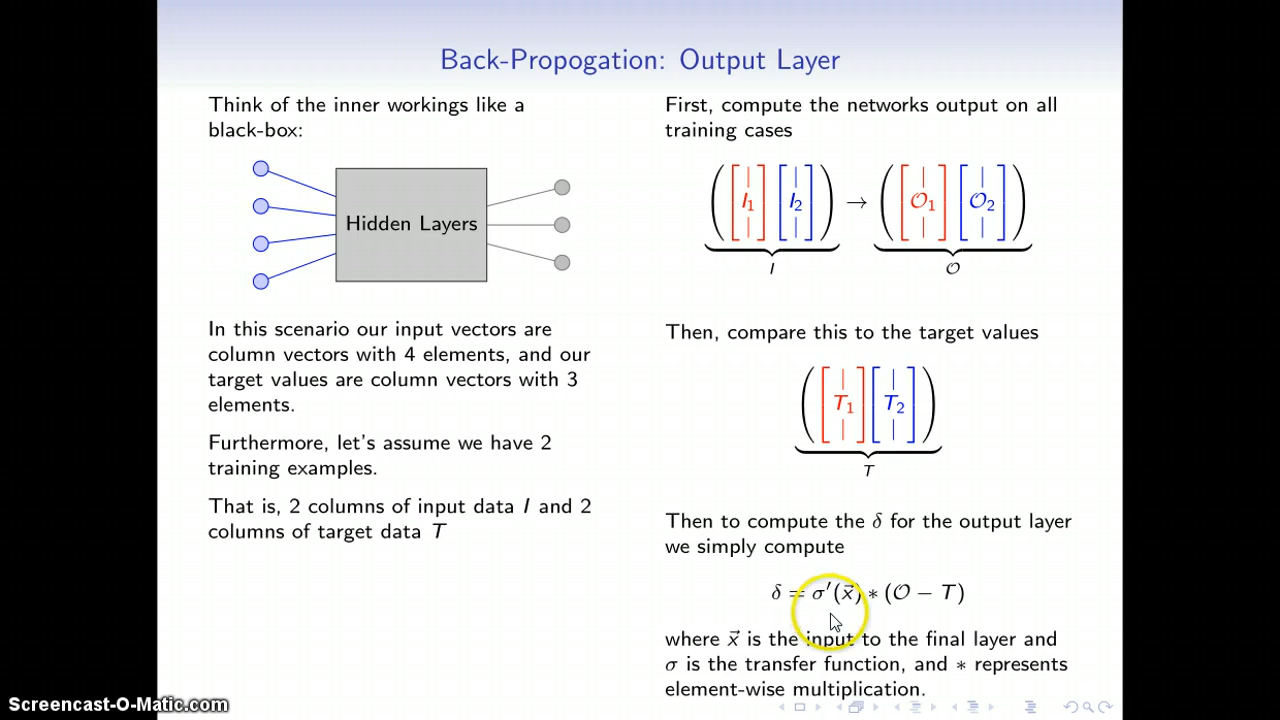 Back-Propogation: Output Layer
Think of the inner workings like a
black-box:
Hidden Layers
In this scenario our input vectors are
column vectors with 4 elements, and our
target values are column vectors with 3
elements.
Furthermore, let's assume we have 2
training examples.
That is, 2 columns of input data I and 2
columns of target data T
First, compute the networks output on all
training cases
([I₁] [I₂]) → ([𝒪₁] [𝒪₂])
I 𝒪
Then, compare this to the target values
([T₁] [T₂])
T
Then to compute the δ for the output layer
we simply compute
δ = σ′(x⃗) * (𝒪 − T)
where x⃗ is the input to the final layer and
σ is the transfer function, and * represents
element-wise multiplication.
Screencast-O-Matic.com